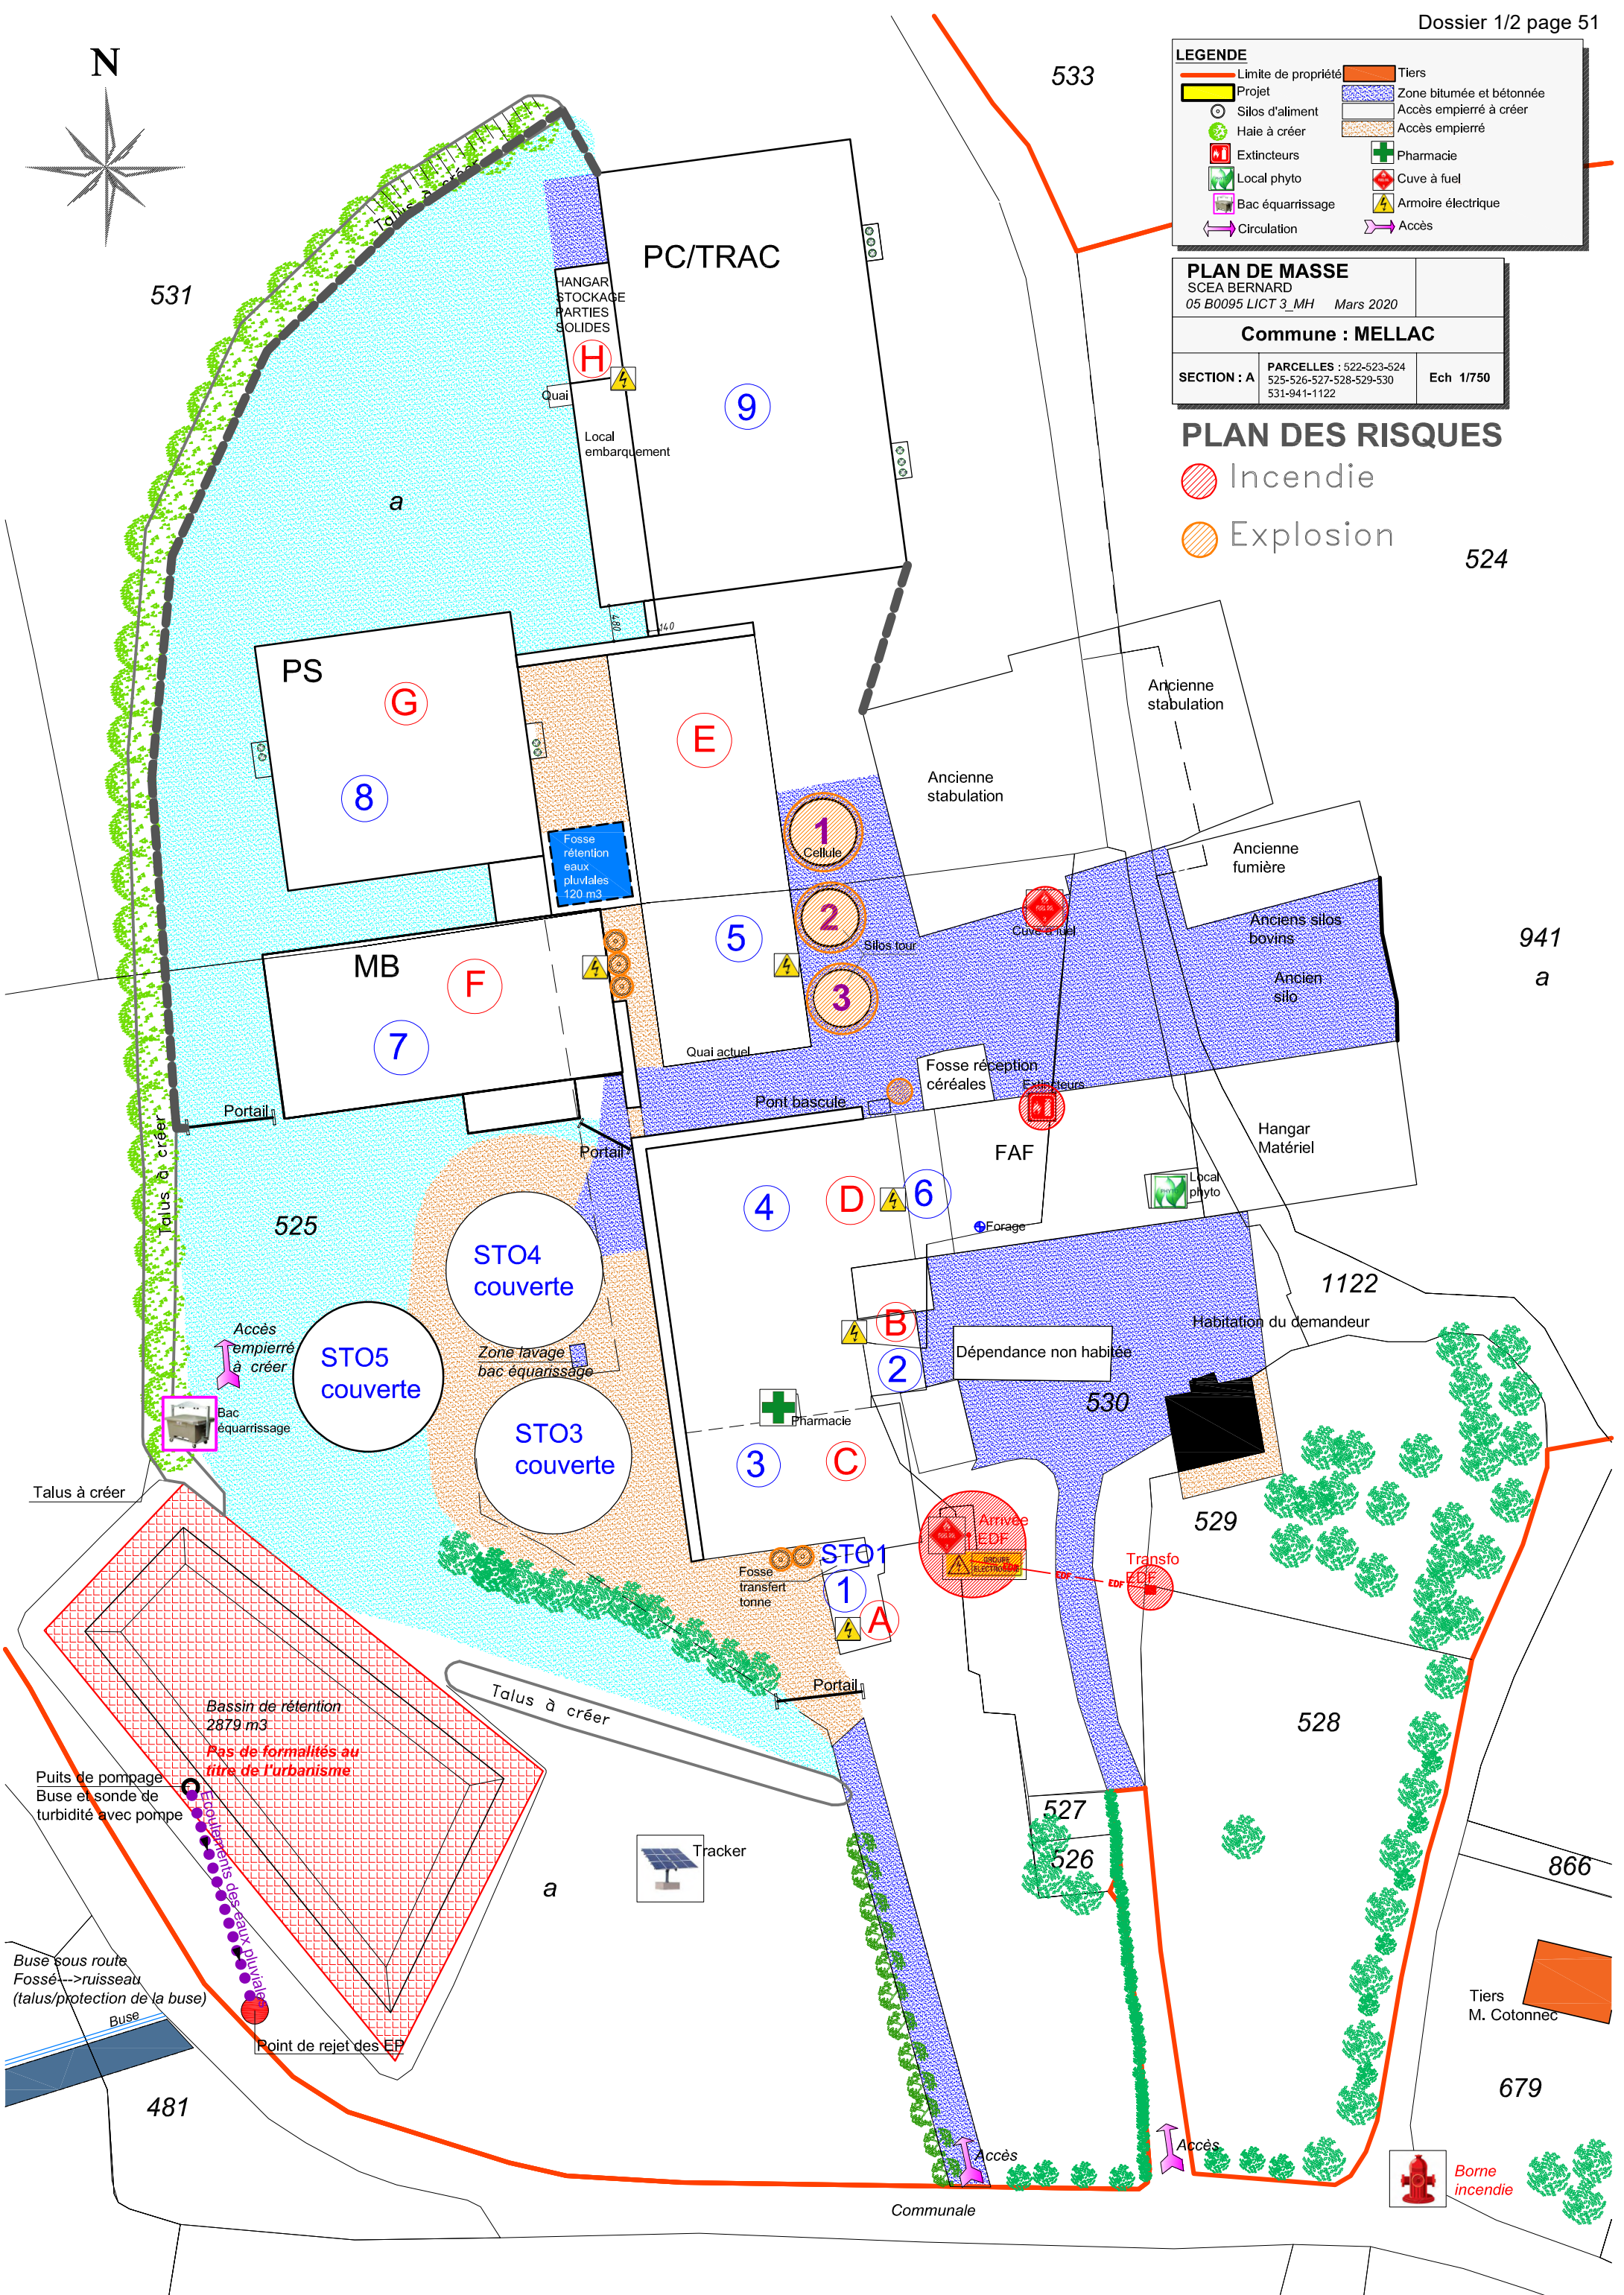 Dossier 1/2 page 51
N
LEGENDE
Limite de propriété
Tiers
Projet
Zone bitumée et bétonnée
Silos d'aliment
Accès empierré à créer
Haie à créer
Accès empierré
Extincteurs
Pharmacie
Local phyto
Cuve à fuel
Bac équarrissage
Armoire électrique
Circulation
Accès
PLAN DE MASSE
SCEA BERNARD
05 B0095 LICT 3_MH Mars 2020
Commune : MELLAC
SECTION : A
PARCELLES : 522-523-524
525-526-527-528-529-530
531-941-1122
Ech 1/750
PLAN DES RISQUES
Incendie
Explosion
533
531
524
Talus à créer
PC/TRAC
HANGAR
STOCKAGE
PARTIES
SOLIDES
H
Quai
9
Local
embarquement
a
480
140
PS
G
8
E
Ancienne
stabulation
Ancienne
stabulation
Fosse
rétention
eaux
pluviales
120 m3
1
Cellule
2
Silos tour
3
Cuve à fuel
Ancienne
fumière
Anciens silos
bovins
Ancien
silo
941
a
MB
F
7
5
Quai actuel
Fosse réception
céréales
Extincteurs
Pont bascule
Portail
Portail
Talus à créer
FAF
Hangar
Matériel
Local
phyto
4
D
6
Forage
525
STO4
couverte
STO5
couverte
STO3
couverte
Zone lavage
bac équarissage
Accès
empierré
à créer
Bac
équarrissage
1122
Habitation du demandeur
B
2
Dépendance non habitée
530
Pharmacie
3
C
Talus à créer
529
Arrivée
EDF
GROUPE
ELECTROGENE
EDF
EDF
Transfo
EDF
STO1
1
A
Fosse
transfert
tonne
Portail
Talus à créer
528
Bassin de rétention
2879 m3
Pas de formalités au
titre de l'urbanisme
Puits de pompage
Buse et sonde de
turbidité avec pompe
Ecoulements des eaux pluviales
Tracker
a
527
526
866
Buse sous route
Fossé--->ruisseau
(talus/protection de la buse)
Buse
Point de rejet des EP
Tiers
M. Cotonnec
481
679
Accès
Accès
Borne
incendie
Communale